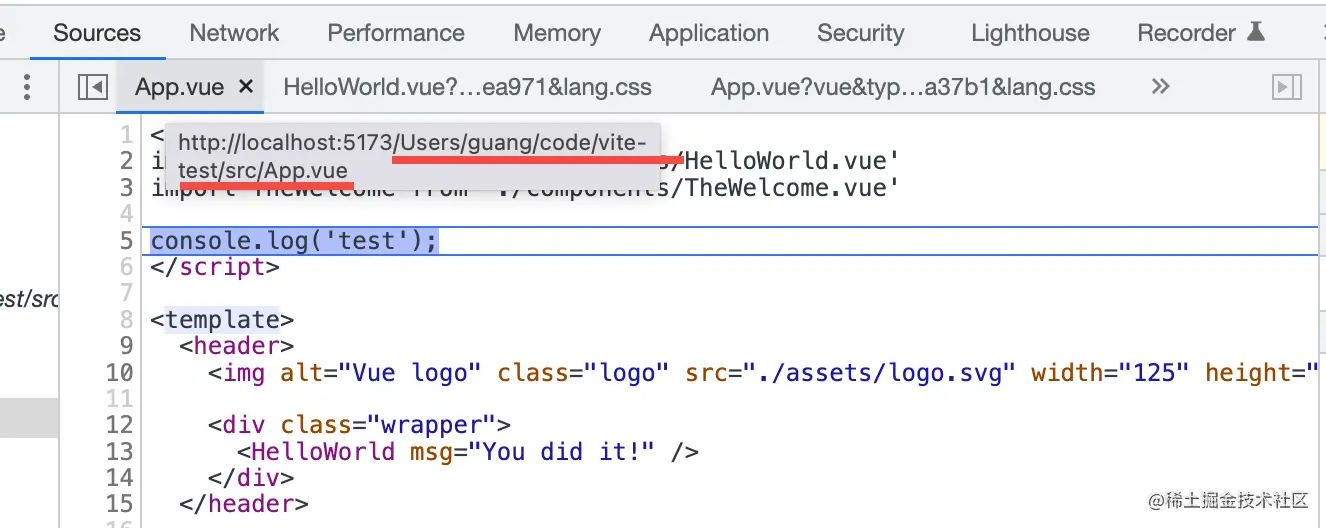 Sources Network Performance Memory Application Security Lighthouse Recorder
App.vue × HelloWorld.vue?...ea971&lang.css App.vue?vue&typ...a37b1&lang.css »
1 <
http://localhost:5173/Users/guang/code/vite-
2 /HelloWorld.vue'
test/src/App.vue
3 import TheWelcome from './components/TheWelcome.vue'
4
5 console.log('test');
6 </script>
est/src
7
8 <template>
9 <header>
10 <img alt="Vue logo" class="logo" src="./assets/logo.svg" width="125" height="
11
12 <div class="wrapper">
13 <HelloWorld msg="You did it!" />
14 </div>
15 </header>
16
@稀土掘金技术社区